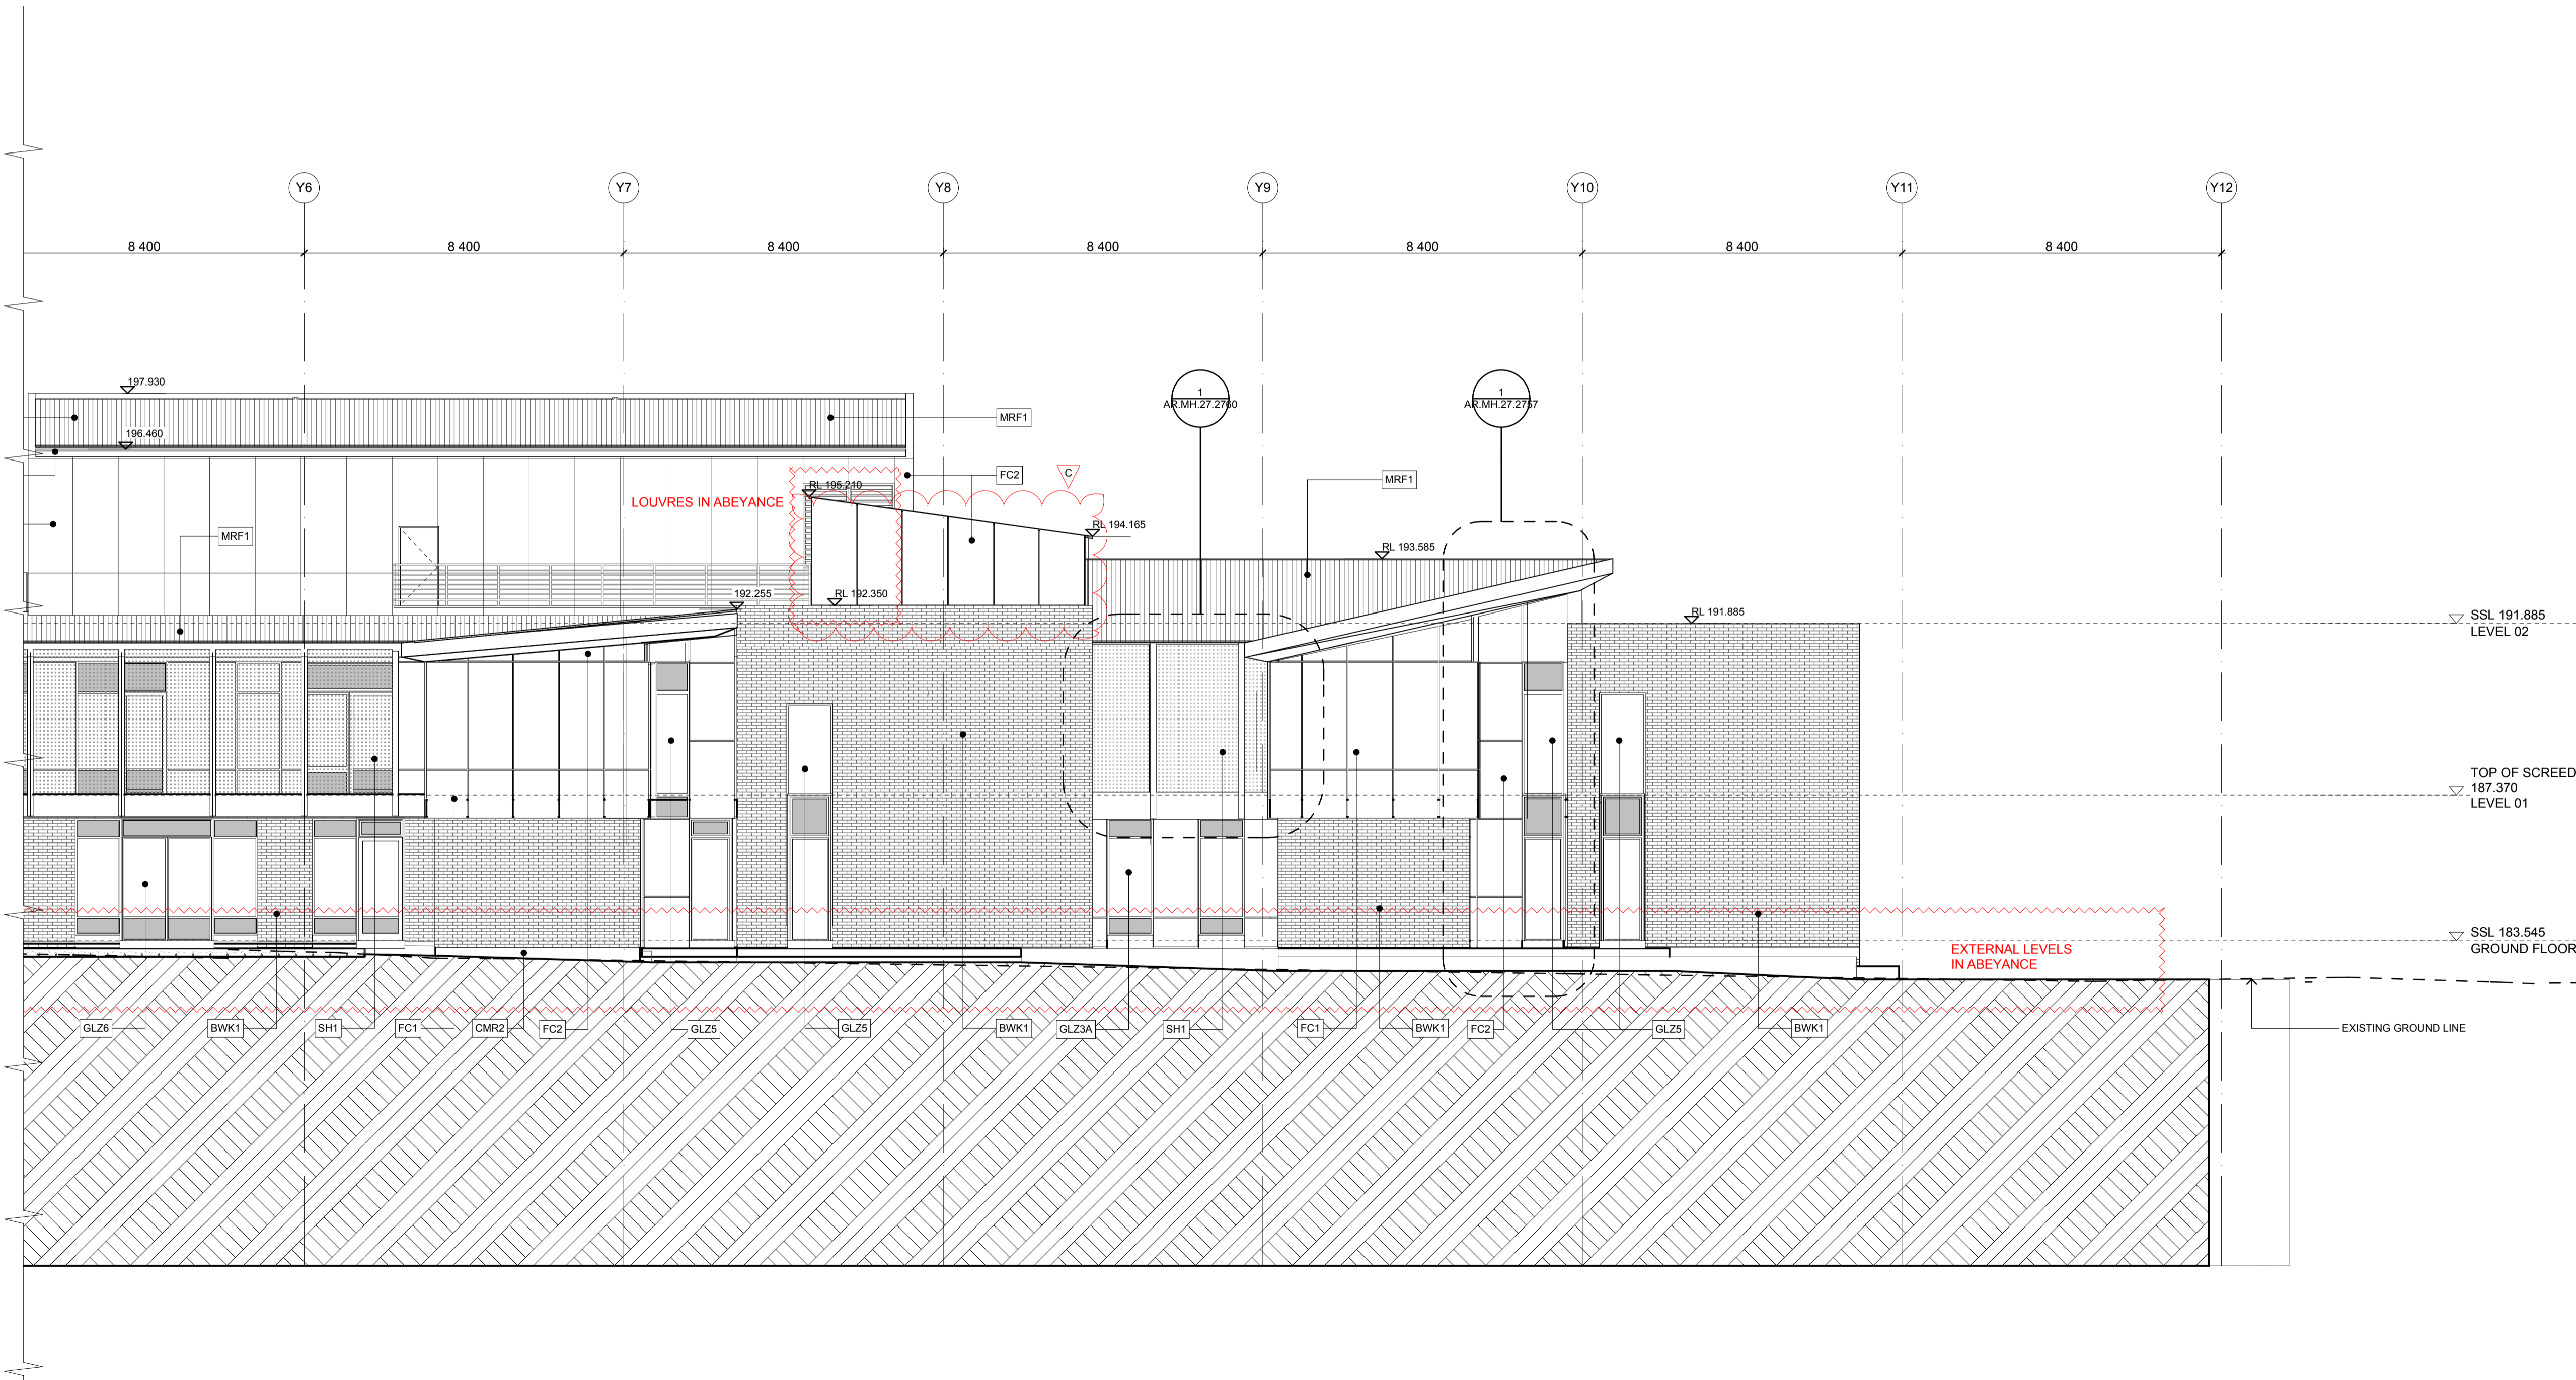 Y6 Y7 Y8 Y9 Y10 Y11 Y12
8 400 8 400 8 400 8 400 8 400 8 400 8 400
197.930
196.460
MRF1
1
AR.MH.27.2760
1
AR.MH.27.2757
FC2
C
MRF1
LOUVRES IN ABEYANCE
RL 195.210
RL 194.165
MRF1
RL 193.585
192.255
RL 192.350
RL 191.885
SSL 191.885
LEVEL 02
TOP OF SCREED
187.370
LEVEL 01
SSL 183.545
GROUND FLOOR
EXTERNAL LEVELS
IN ABEYANCE
GLZ6 BWK1 SH1 FC1 CMR2 FC2 GLZ5 GLZ5 BWK1 GLZ3A SH1 FC1 BWK1 FC2 GLZ5 BWK1
EXISTING GROUND LINE